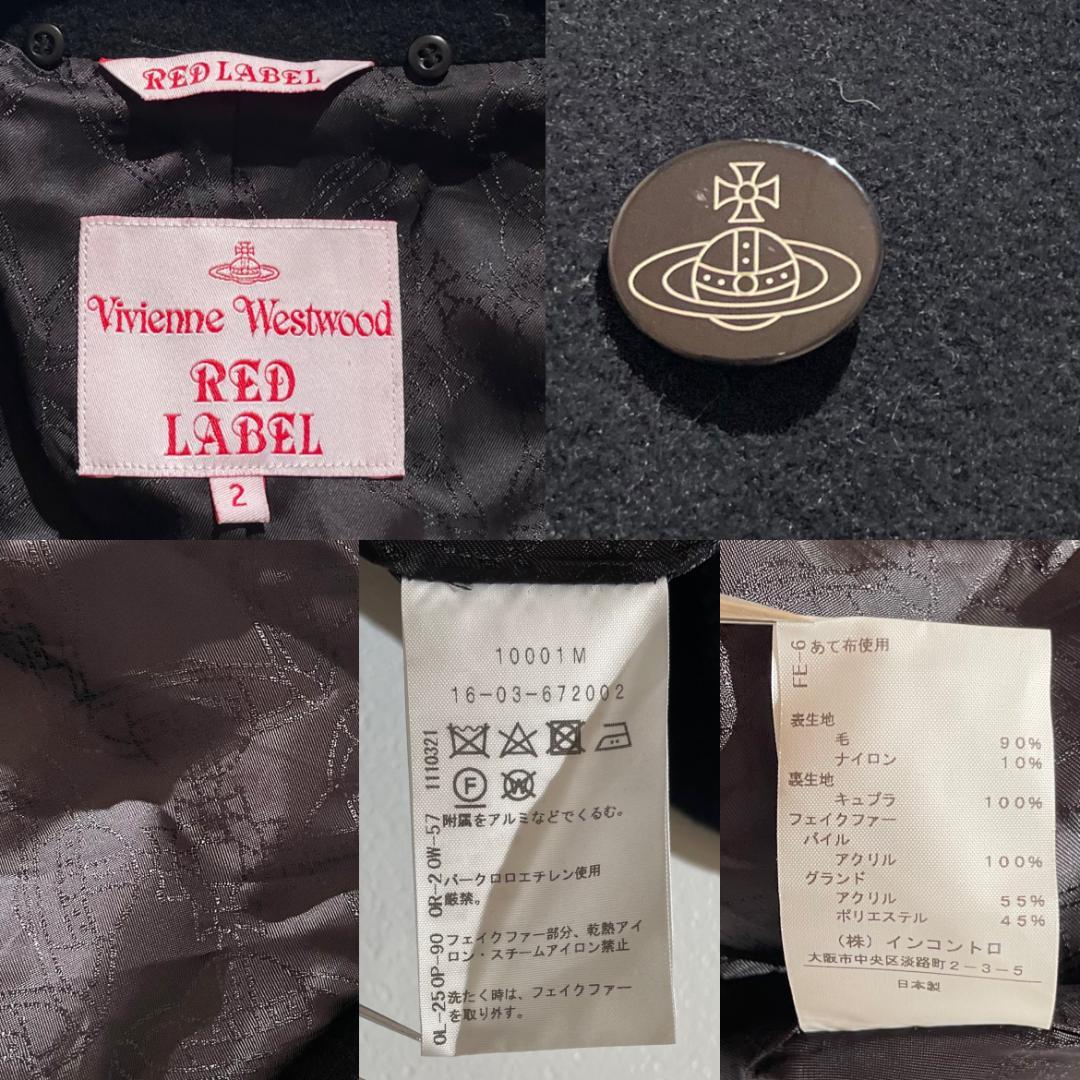 RED LABEL
Vivienne Westwood
RED
LABEL
2
10001M
16-03-672002
F W
附属をアルミなどでくるむ。
パークロロエチレン使用
厳禁。
フェイクファー部分、乾熱アイ
ロン・スチームアイロン禁止
洗たく時は、フェイクファー
を取り外す。
OL-25OP-90 OR-20W-57 1110321
FE-6
あて布使用
表生地
毛 90%
ナイロン 10%
裏生地
キュプラ 100%
フェイクファー
パイル
アクリル 100%
グランド
アクリル 55%
ポリエステル 45%
(株) インコントロ
大阪市中央区淡路町2-3-5
日本製